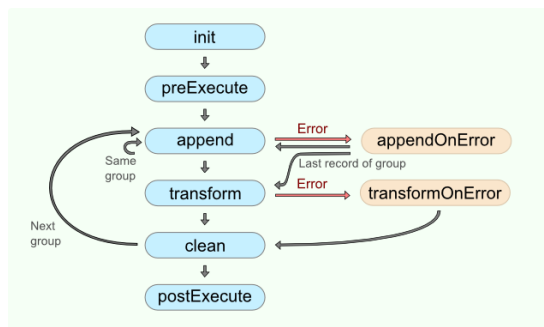 init
preExecute
Error
append
appendOnError
Same
group
Last record of group
Error
transform
transformOnError
Next
group
clean
postExecute